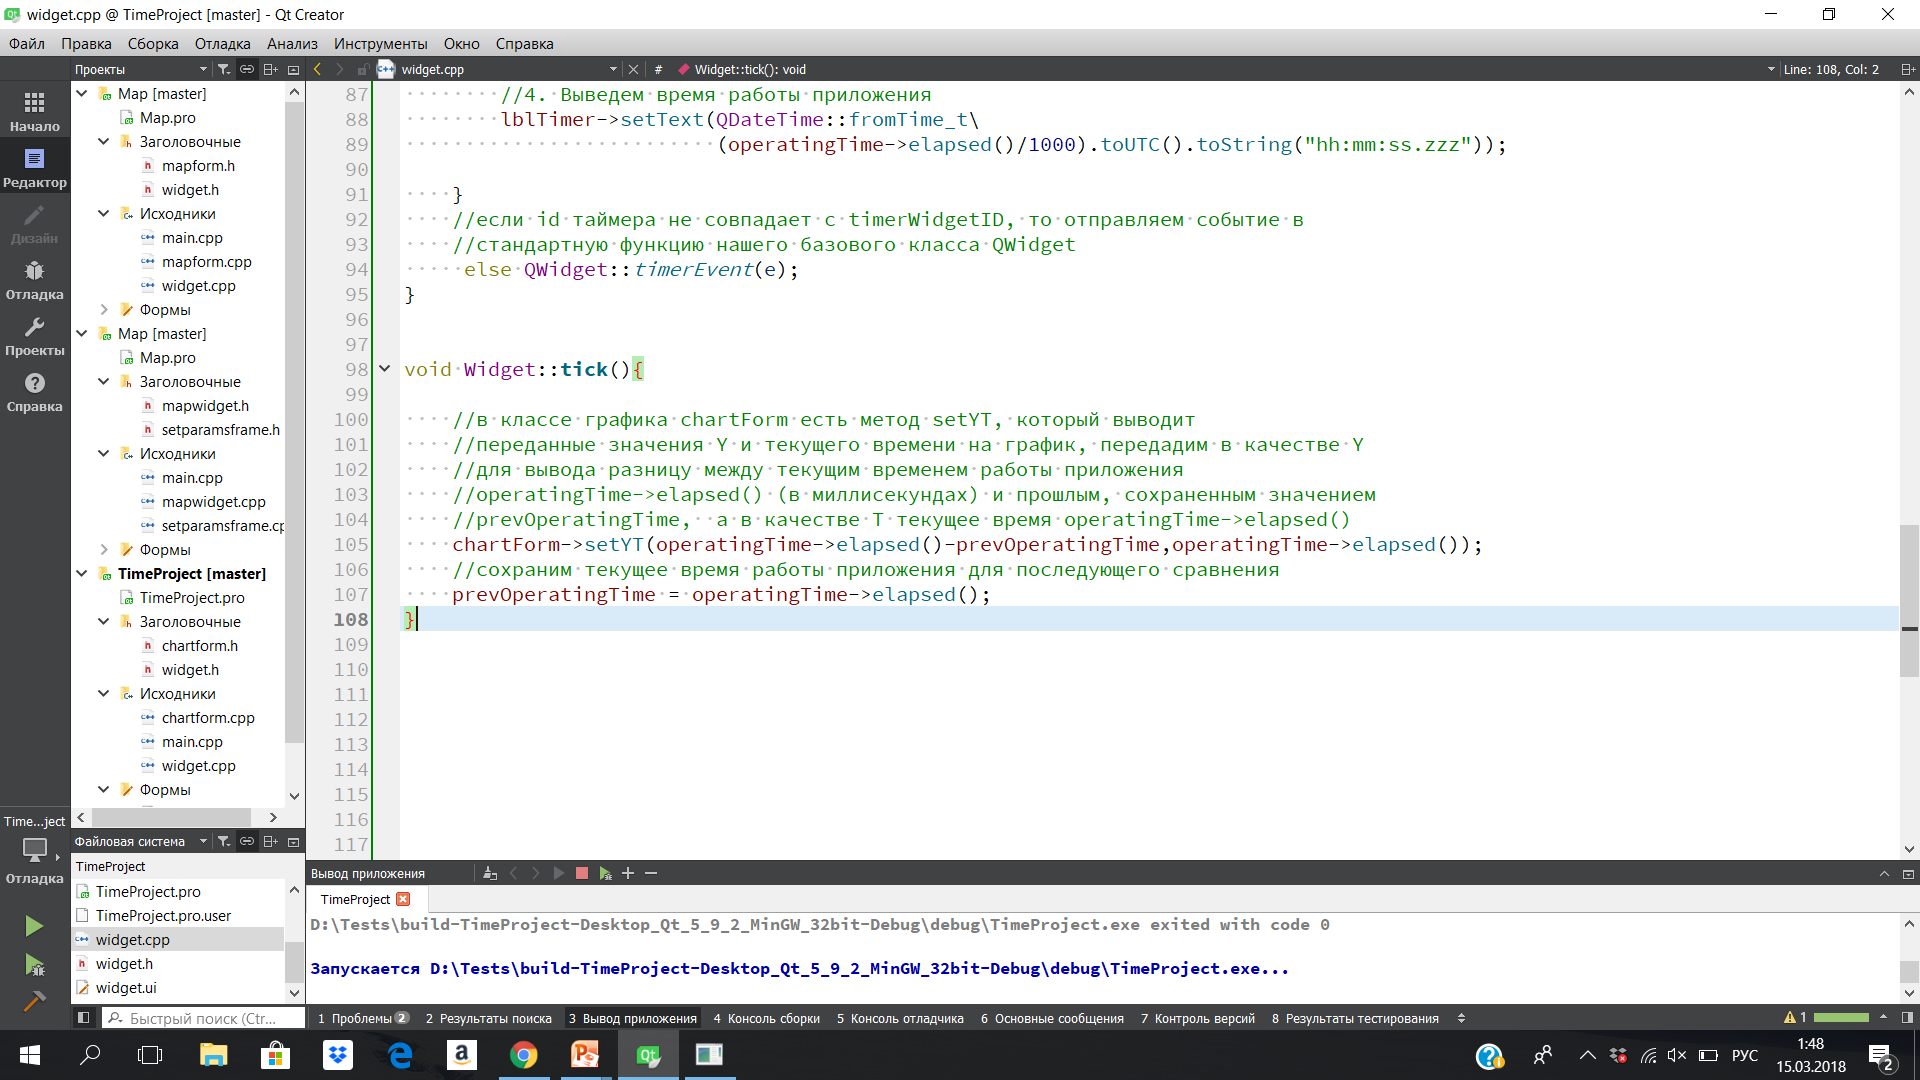 widget.cpp @ TimeProject [master] - Qt Creator
Файл Правка Сборка Отладка Анализ Инструменты Окно Справка
Проекты
widget.cpp
# Widget::tick(): void
Line: 108, Col: 2
Начало
Редактор
Дизайн
Отладка
Проекты
Справка
Map [master]
Map.pro
Заголовочные
mapform.h
widget.h
Исходники
main.cpp
mapform.cpp
widget.cpp
Формы
Map [master]
Map.pro
Заголовочные
mapwidget.h
setparamsframe.h
Исходники
main.cpp
mapwidget.cpp
setparamsframe.cp
Формы
TimeProject [master]
TimeProject.pro
Заголовочные
chartform.h
widget.h
Исходники
chartform.cpp
main.cpp
widget.cpp
Формы
87 //4. Выведем время работы приложения
88 lblTimer->setText(QDateTime::fromTime_t\
89 (operatingTime->elapsed()/1000).toUTC().toString("hh:mm:ss.zzz"));
90
91 }
92 //если id таймера не совпадает с timerWidgetID, то отправляем событие в
93 //стандартную функцию нашего базового класса QWidget
94 else QWidget::timerEvent(e);
95 }
96
97
98 void Widget::tick(){
99
100 //в классе графика chartForm есть метод setYT, который выводит
101 //переданные значения Y и текущего времени на график, передадим в качестве Y
102 //для вывода разницу между текущим временем работы приложения
103 //operatingTime->elapsed() (в миллисекундах) и прошлым, сохраненным значением
104 //prevOperatingTime, а в качестве T текущее время operatingTime->elapsed()
105 chartForm->setYT(operatingTime->elapsed()-prevOperatingTime,operatingTime->elapsed());
106 //сохраним текущее время работы приложения для последующего сравнения
107 prevOperatingTime = operatingTime->elapsed();
108 }
109
110
111
112
113
114
115
116
117
Time...ject
Отладка
Файловая система
TimeProject
TimeProject.pro
TimeProject.pro.user
widget.cpp
widget.h
widget.ui
Быстрый поиск (Ctr...
Вывод приложения
TimeProject
D:\Tests\build-TimeProject-Desktop_Qt_5_9_2_MinGW_32bit-Debug\debug\TimeProject.exe exited with code 0
Запускается D:\Tests\build-TimeProject-Desktop_Qt_5_9_2_MinGW_32bit-Debug\debug\TimeProject.exe...
1 Проблемы 2 2 Результаты поиска 3 Вывод приложения 4 Консоль сборки 5 Консоль отладчика 6 Основные сообщения 7 Контроль версий 8 Результаты тестирования
1
РУС
1:48
15.03.2018
2